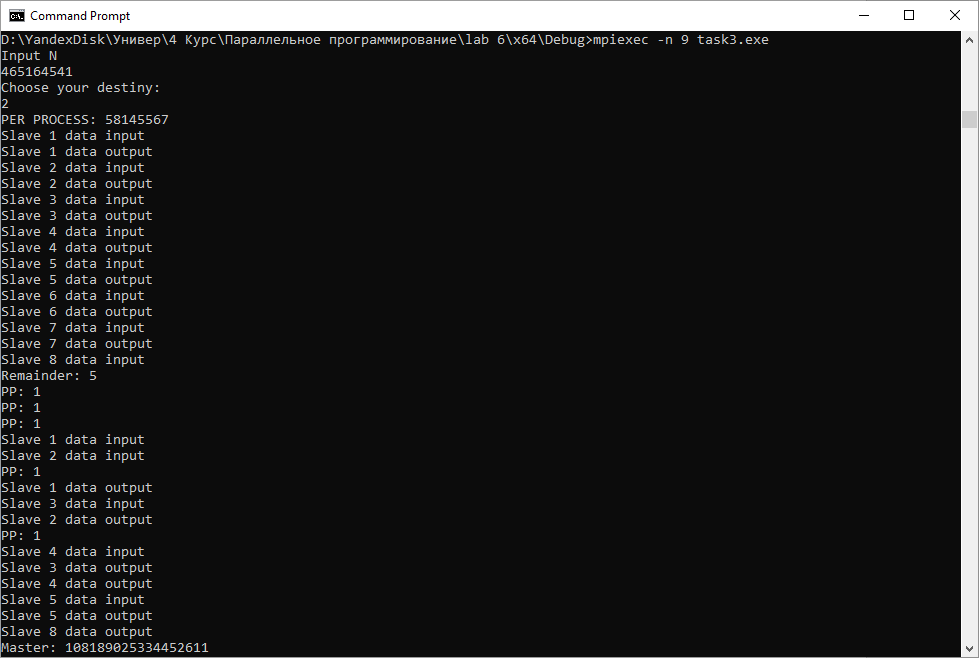 Command Prompt
D:\YandexDisk\Универ\4 Курс\Параллельное программирование\lab 6\x64\Debug>mpiexec -n 9 task3.exe
Input N
465164541
Choose your destiny:
2
PER PROCESS: 58145567
Slave 1 data input
Slave 1 data output
Slave 2 data input
Slave 2 data output
Slave 3 data input
Slave 3 data output
Slave 4 data input
Slave 4 data output
Slave 5 data input
Slave 5 data output
Slave 6 data input
Slave 6 data output
Slave 7 data input
Slave 7 data output
Slave 8 data input
Remainder: 5
PP: 1
PP: 1
PP: 1
Slave 1 data input
Slave 2 data input
PP: 1
Slave 1 data output
Slave 3 data input
Slave 2 data output
PP: 1
Slave 4 data input
Slave 3 data output
Slave 4 data output
Slave 5 data input
Slave 5 data output
Slave 8 data output
Master: 108189025334452611